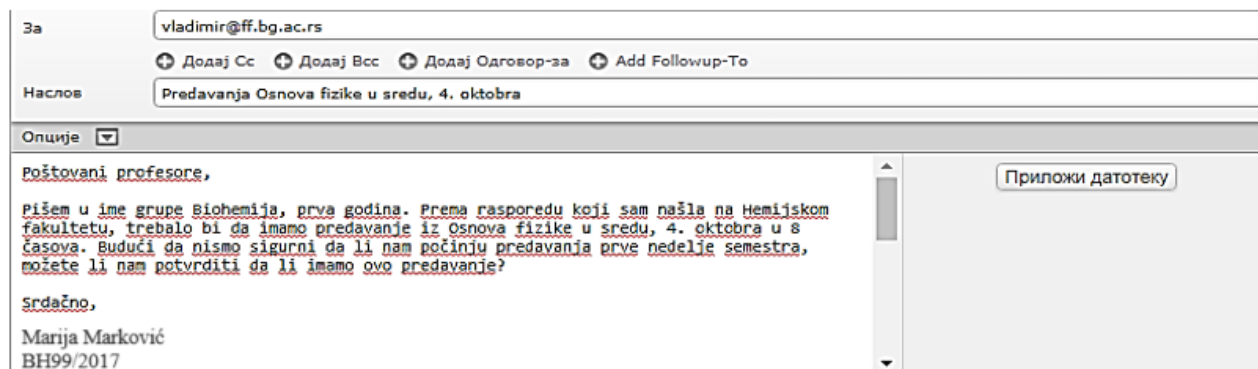 За vladimir@ff.bg.ac.rs
Додај Cc Додај Bcc Додај Одговор-за Add Followup-To
Наслов Predavanja Osnova fizike u sredu, 4. oktobra
Опције
Poštovani profesore,
Приложи датотеку
Pišem u ime grupe Biohemija, prva godina. Prema rasporedu koji sam našla na Hemijskom
fakultetu, trebalo bi da imamo predavanje iz Osnova fizike u sredu, 4. oktobra u 8
časova. Budući da nismo sigurni da li nam počinju predavanja prve nedelje semestra,
možete li nam potvrditi da li imamo ovo predavanje?
Srdačno,
Marija Marković
BH99/2017